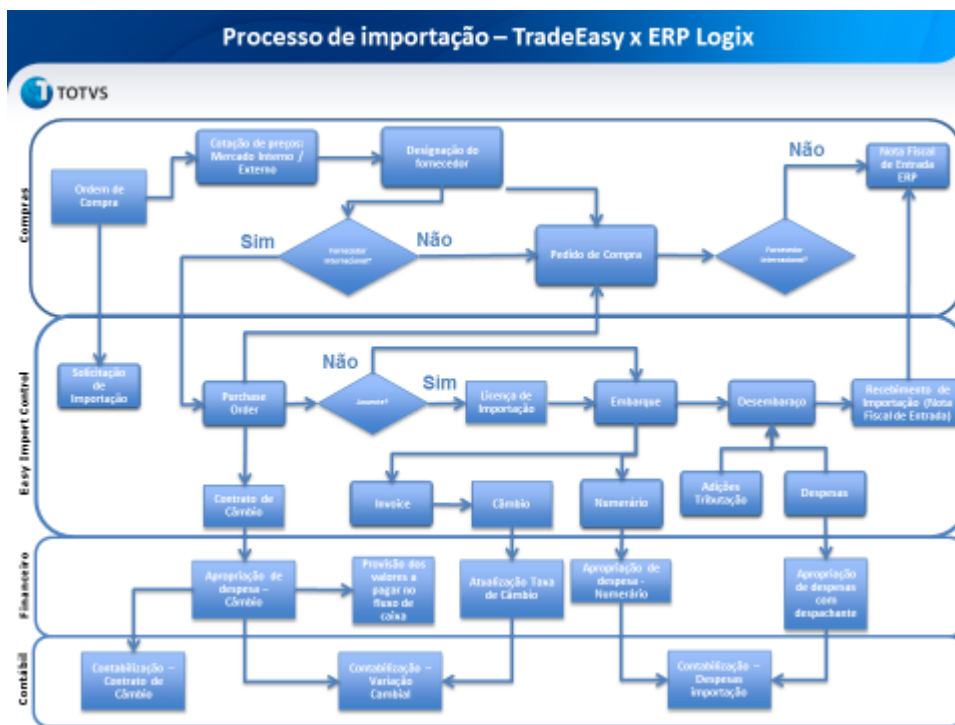 Processo de importação – TradeEasy x ERP Logix
TOTVS
Compras
Ordem de
Compra
Cotação de preços:
Mercado Interno /
Externo
Designação do
fornecedor
Não
Nota Fiscal
de Entrada
ERP
Sim
Fornecedor
Internacional?
Não
Pedido de Compra
Fornecedor
Internacional?
Easy Import Control
Solicitação
de
Importação
Purchase
Order
Não
Sim
Licença de
Importação
Embarque
Desembaraço
Recebimento de
Importação (Nota
Fiscal de Entrada)
Contrato de
Câmbio
Invoice
Câmbio
Numerário
Adições
Tributação
Despesas
Financeiro
Apropriação de
despesa –
Câmbio
Provisão dos
valores a
pagar no
fluxo de
caixa
Atualização Taxa
de Câmbio
Apropriação de
despesa -
Numerário
Apropriação
de despesas
com
despachante
Contábil
Contabilização –
Contrato de
Câmbio
Contabilização –
Variação
Cambial
Contabilização –
Despesas
importação